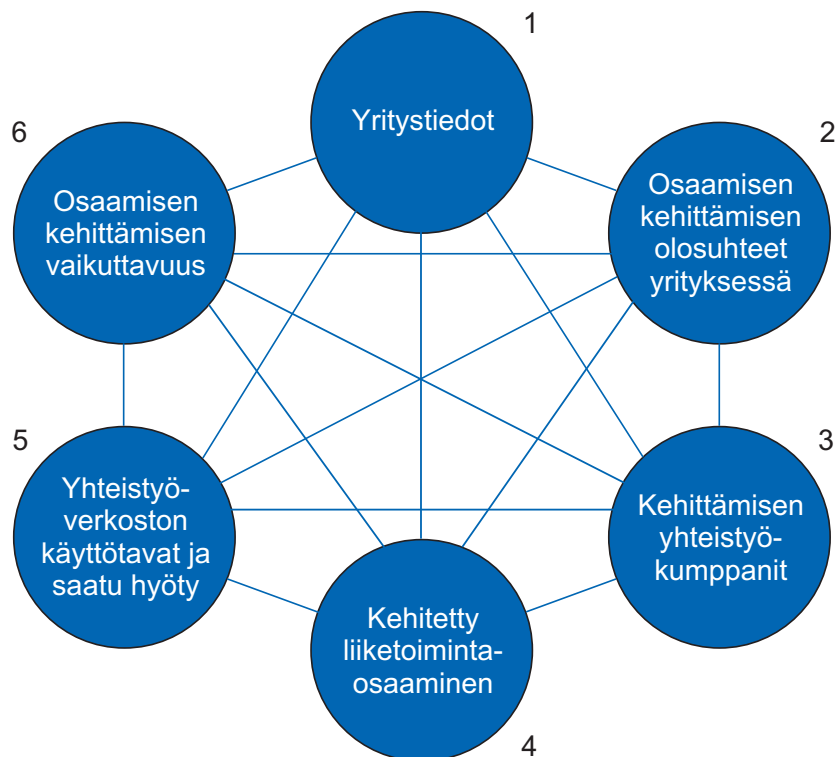 1
Yritystiedot
2
Osaamisen
kehittämisen
olosuhteet
yrityksessä
3
Kehittämisen
yhteistyö-
kumppanit
4
Kehitetty
liiketoiminta-
osaaminen
5
Yhteistyö-
verkoston
käyttötavat ja
saatu hyöty
6
Osaamisen
kehittämisen
vaikuttavuus